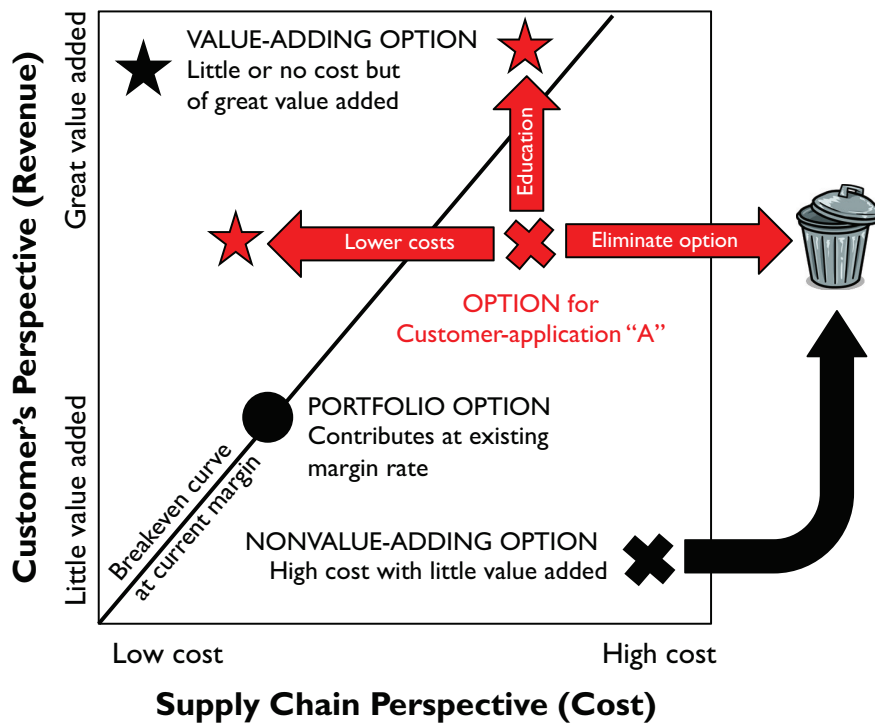 Customer's Perspective (Revenue)
Great value added
Little value added
VALUE-ADDING OPTION
Little or no cost but
of great value added
Education
Lower costs
Eliminate option
OPTION for
Customer-application “A”
PORTFOLIO OPTION
Contributes at existing
margin rate
Breakeven curve
at current margin
NONVALUE-ADDING OPTION
High cost with little value added
Low cost
High cost
Supply Chain Perspective (Cost)